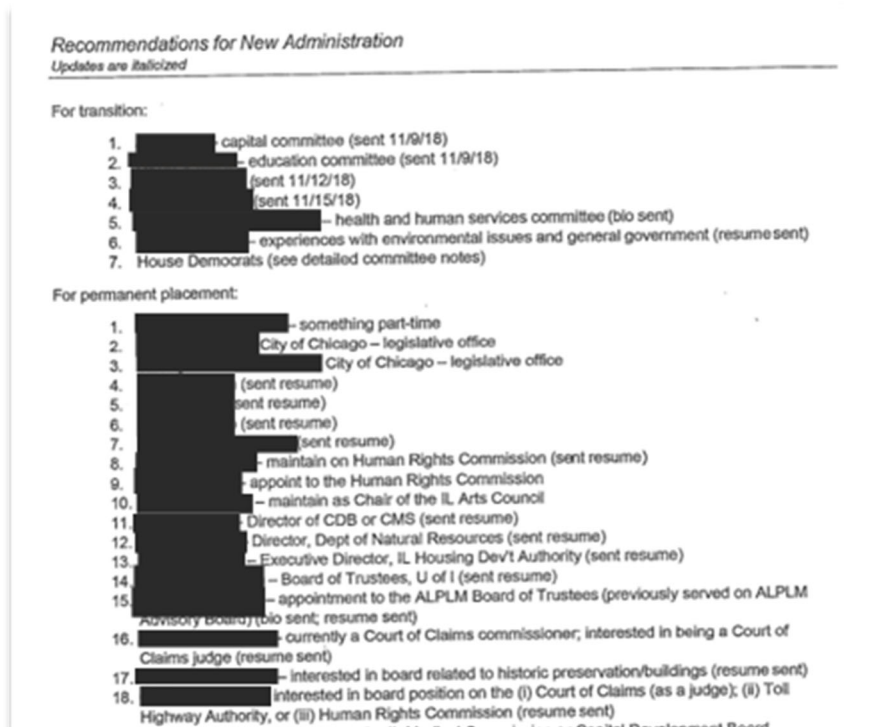 Recommendations for New Administration
Updates are italicized
For transition:
1. - capital committee (sent 11/9/18)
2. – education committee (sent 11/9/18)
3. (sent 11/12/18)
4. (sent 11/15/18)
5. – health and human services committee (bio sent)
6. - experiences with environmental issues and general government (resume sent)
7. House Democrats (see detailed committee notes)
For permanent placement:
1. – something part-time
2. City of Chicago – legislative office
3. City of Chicago – legislative office
4. (sent resume)
5. sent resume)
6. (sent resume)
7. (sent resume)
8. - maintain on Human Rights Commission (sent resume)
9. appoint to the Human Rights Commission
10. – maintain as Chair of the IL Arts Council
11. Director of CDB or CMS (sent resume)
12. Director, Dept of Natural Resources (sent resume)
13. – Executive Director, IL Housing Dev't Authority (sent resume)
14. – Board of Trustees, U of I (sent resume)
15. – appointment to the ALPLM Board of Trustees (previously served on ALPLM
Advisory Board) (bio sent; resume sent)
16. - currently a Court of Claims commissioner; interested in being a Court of
Claims judge (resume sent)
17. – interested in board related to historic preservation/buildings (resume sent)
18. interested in board position on the (i) Court of Claims (as a judge); (ii) Toll
Highway Authority, or (iii) Human Rights Commission (resume sent)